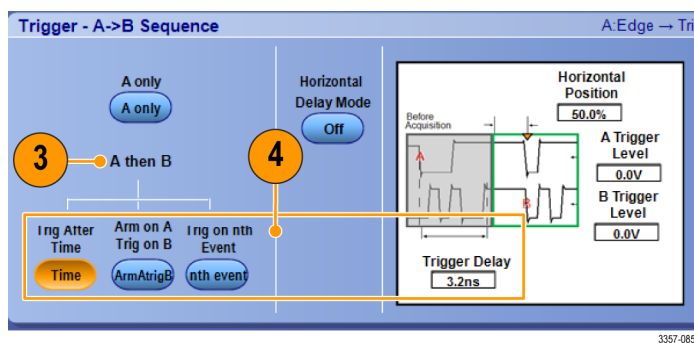 Trigger - A->B Sequence
A:Edge → Tri
A only
A only
3
A then B
Trig After
Time
Time
Arm on A
Trig on B
ArmAtrigB
Trig on nth
Event
nth event
4
Horizontal
Delay Mode
Off
Before
Acquisition
A
B
Horizontal
Position
50.0%
A Trigger
Level
0.0V
B Trigger
Level
0.0V
Trigger Delay
3.2ns
3357-085